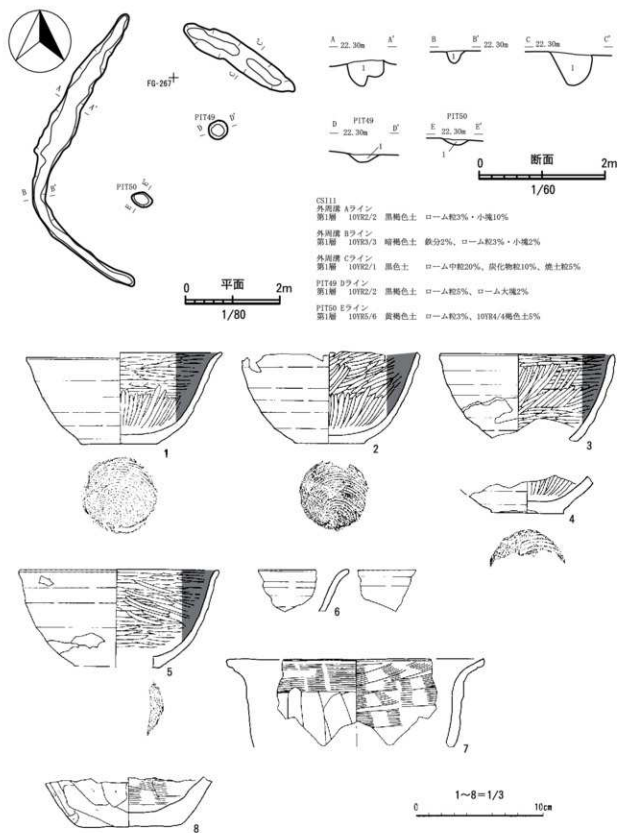 FG-267
A
A'
B
B'
C
C'
PIT49
D
D'
PIT50
E
E'
平面
0 2m
1/80
A 22.30m A'
B B' 22.30m
C 22.30m C'
1
1
1
PIT49
D 22.30m D'
1
PIT50
E 22.30m E'
1
断面
0 2m
1/60
CSI11
外周溝 Aライン
第1層 10YR2/2 黒褐色土 ローム粒3%・小塊10%
外周溝 Bライン
第1層 10YR3/3 暗褐色土 鉄分2%、ローム粒3%・小塊2%
外周溝 Cライン
第1層 10YR2/1 黒色土 ローム中粒20%、炭化物粒10%、焼土粒5%
PIT49 Dライン
第1層 10YR2/2 黒褐色土 ローム粒5%、ローム大塊2%
PIT50 Eライン
第1層 10YR5/6 黄褐色土 ローム粒3%、10YR4/4褐色土5%
1
2
3
4
5
6
7
8
1~8=1/3
0 10cm